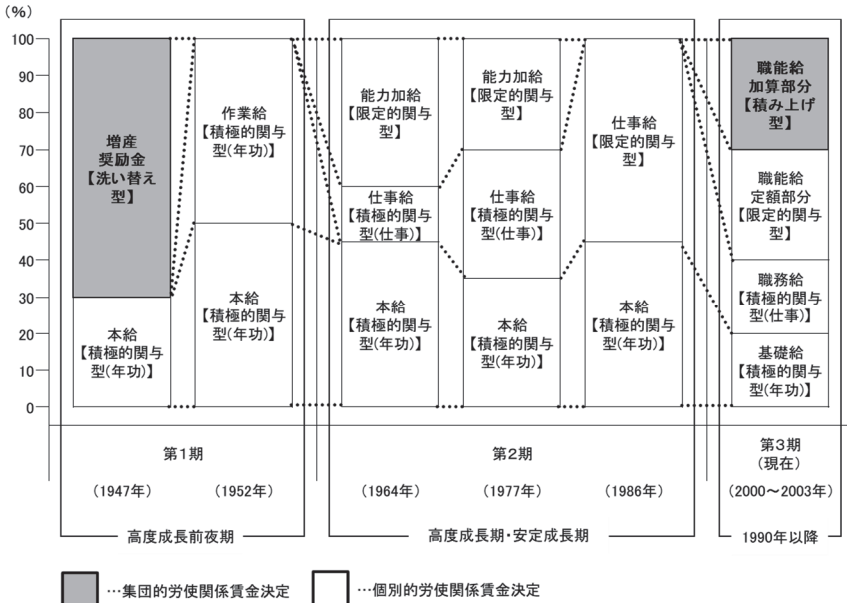 (%)
100
90
80
70
60
50
40
30
20
10
0
増産
奨励金
【洗い替え
型】
本給
【積極的関与
型(年功)】
作業給
【積極的関与
型(年功)】
本給
【積極的関与
型(年功)】
能力加給
【限定的関与
型】
仕事給
【積極的関与
型(仕事)】
本給
【積極的関与
型(年功)】
能力加給
【限定的関与
型】
仕事給
【積極的関与
型(仕事)】
本給
【積極的関与
型(年功)】
仕事給
【限定的関与
型】
本給
【積極的関与
型(年功)】
職能給
加算部分
【積み上げ
型】
職能給
定額部分
【限定的関与
型】
職務給
【積極的関与
型(仕事)】
基礎給
【積極的関与
型(年功)】
第1期
第2期
第3期
(現在)
(1947年)
(1952年)
(1964年)
(1977年)
(1986年)
(2000〜2003年)
高度成長前夜期
高度成長期・安定成長期
1990年以降
…集団的労使関係賃金決定
…個別的労使関係賃金決定